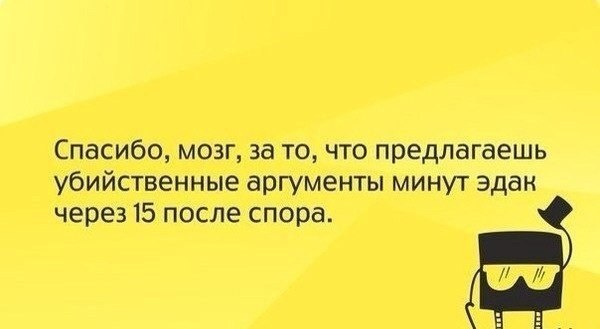 Спасибо, мозг, за то, что предлагаешь
убийственные аргументы минут эдак
через 15 после спора.